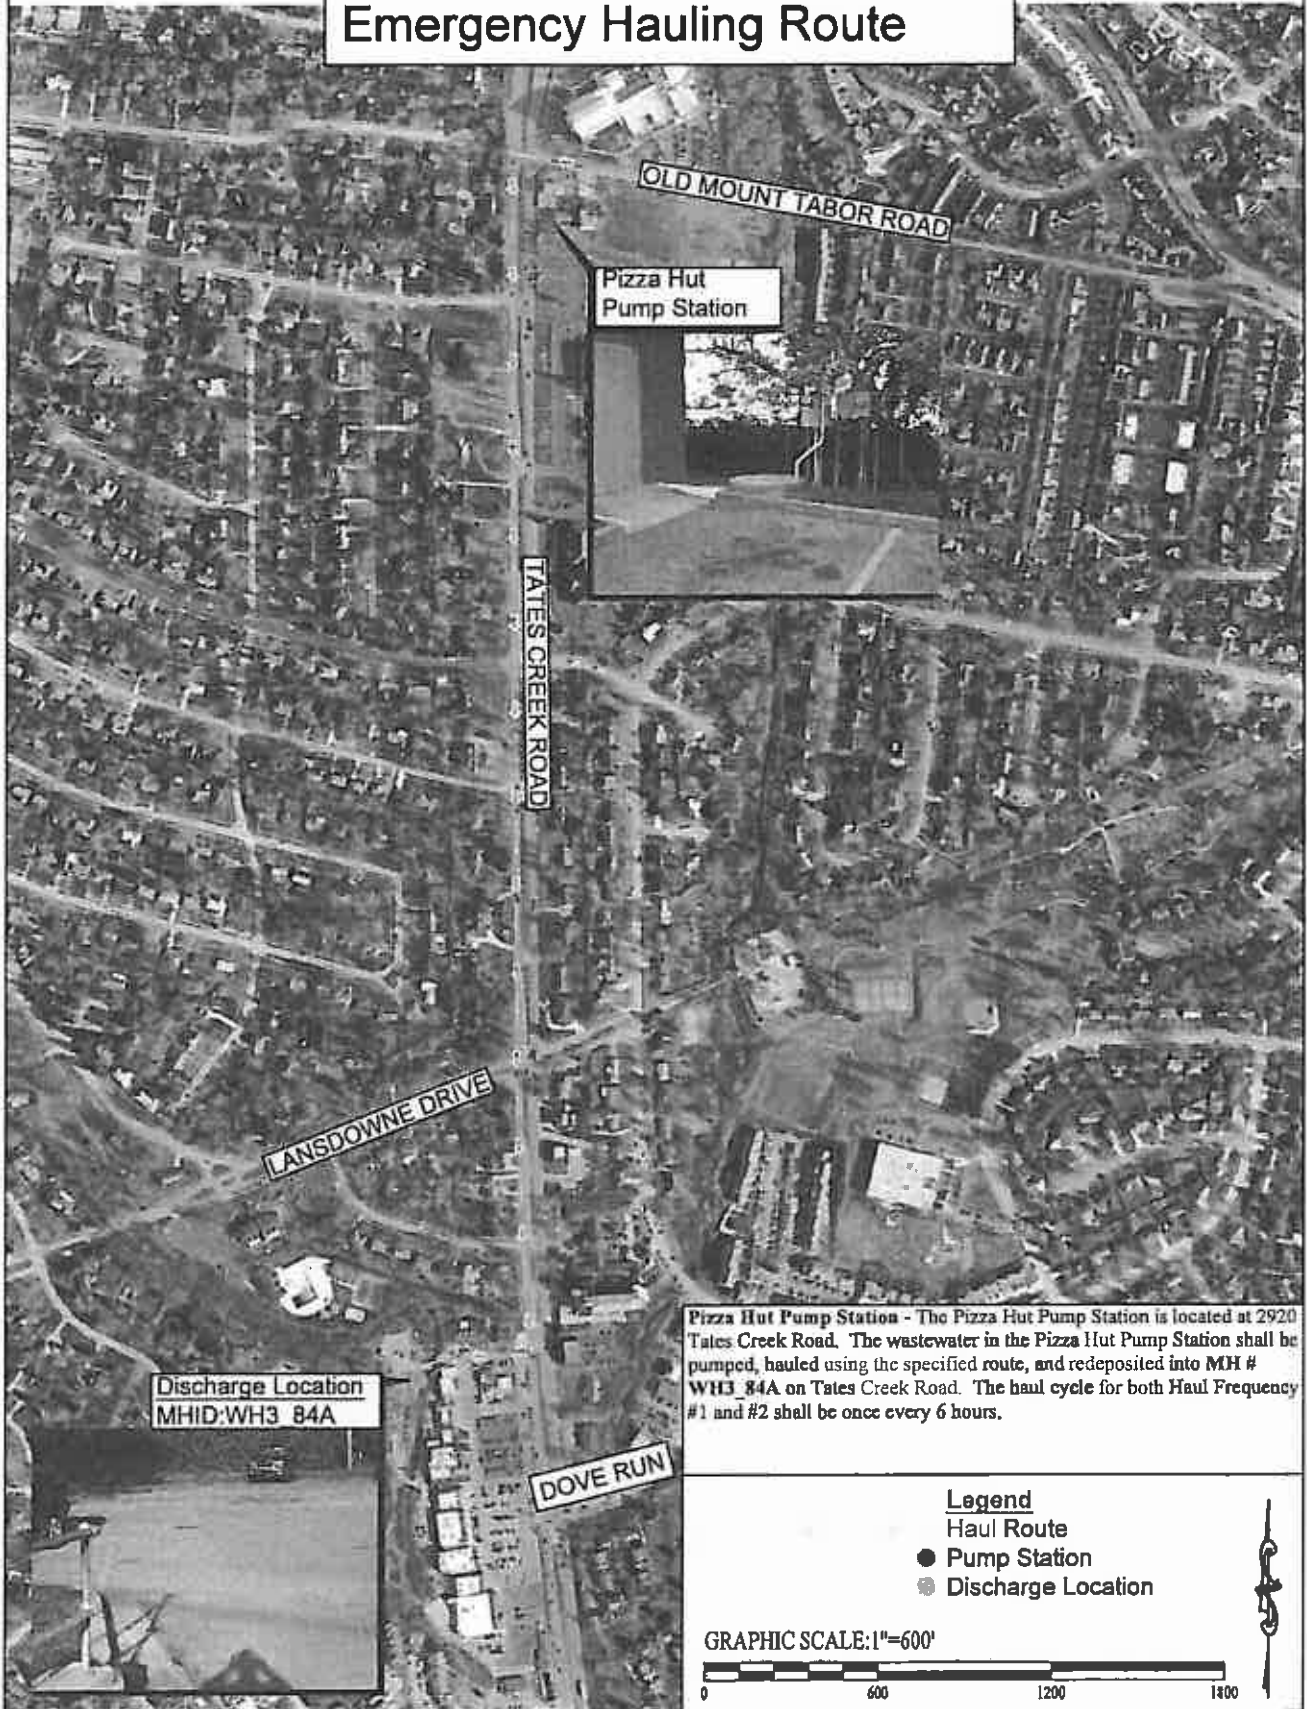 Emergency Hauling Route
OLD MOUNT TABOR ROAD
Pizza Hut
Pump Station
TATES CREEK ROAD
LANSDOWNE DRIVE
Pizza Hut Pump Station - The Pizza Hut Pump Station is located at 2920
Tates Creek Road. The wastewater in the Pizza Hut Pump Station shall be
pumped, hauled using the specified route, and redeposited into MH #
WH3_84A on Tates Creek Road. The haul cycle for both Haul Frequency
#1 and #2 shall be once every 6 hours.
Discharge Location
MHID:WH3_84A
DOVE RUN
Legend
Haul Route
Pump Station
Discharge Location
GRAPHIC SCALE:1"=600'
0 600 1200 1800